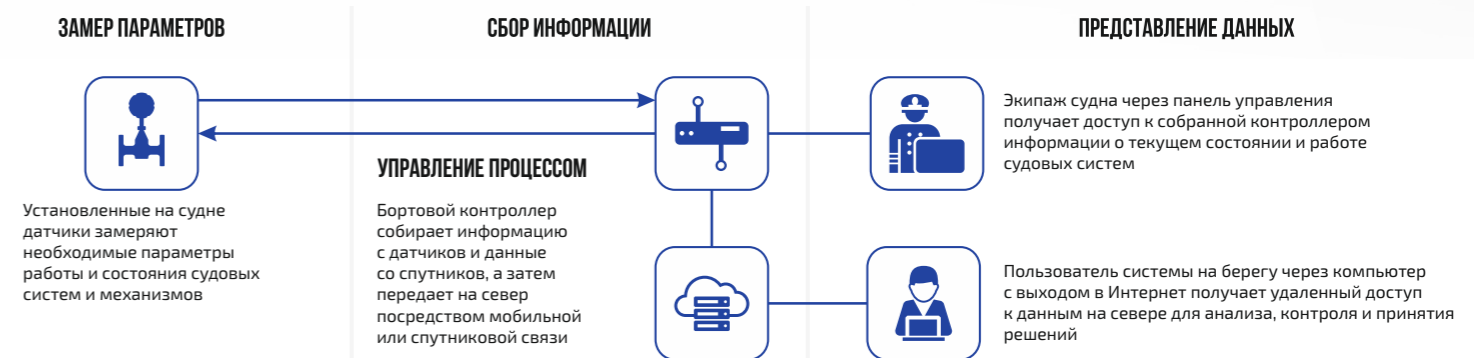 ЗАМЕР ПАРАМЕТРОВ
Установленные на судне
датчики замеряют
необходимые параметры
работы и состояния судовых
систем и механизмов
СБОР ИНФОРМАЦИИ
УПРАВЛЕНИЕ ПРОЦЕССОМ
Бортовой контроллер
собирает информацию
с датчиков и данные
со спутников, а затем
передает на север
посредством мобильной
или спутниковой связи
ПРЕДСТАВЛЕНИЕ ДАННЫХ
Экипаж судна через панель управления
получает доступ к собранной контроллером
информации о текущем состоянии и работе
судовых систем
Пользователь системы на берегу через компьютер
с выходом в Интернет получает удаленный доступ
к данным на севере для анализа, контроля и принятия
решений